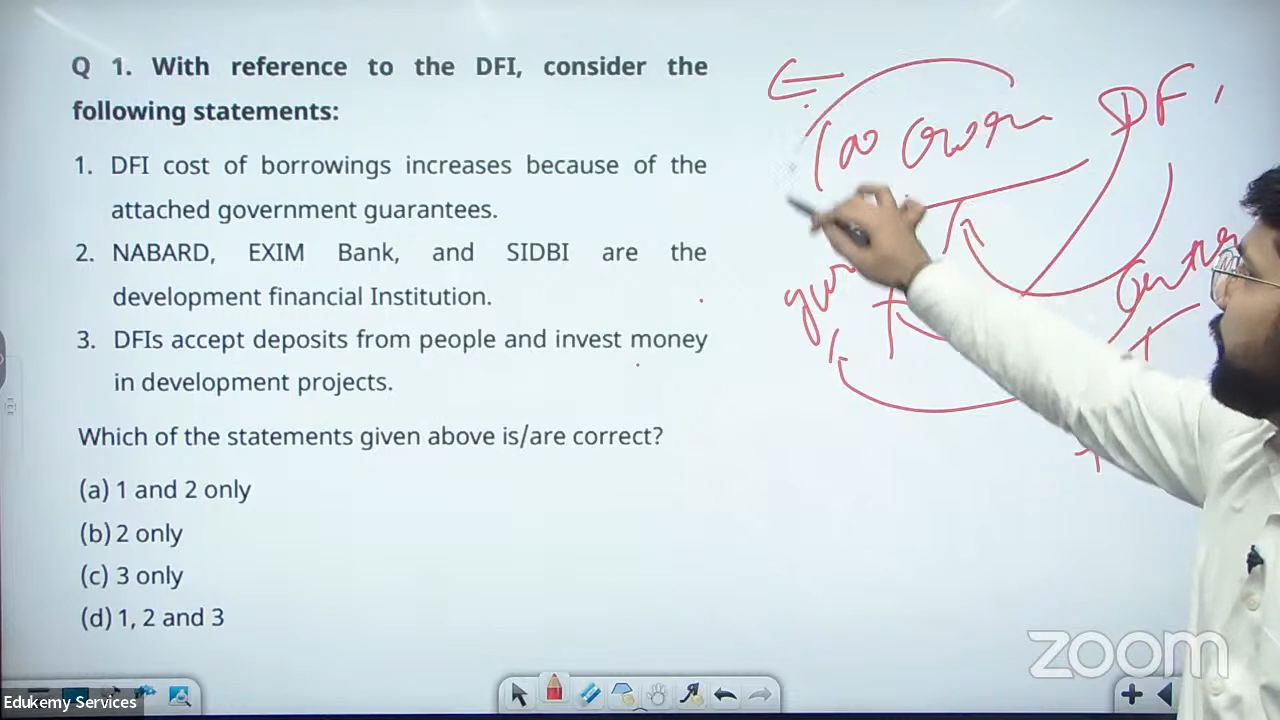 Q 1. With reference to the DFI, consider the
following statements:
1. DFI cost of borrowings increases because of the
attached government guarantees.
2. NABARD, EXIM Bank, and SIDBI are the
development financial Institution.
3. DFIs accept deposits from people and invest money
in development projects.
Which of the statements given above is/are correct?
(a) 1 and 2 only
(b) 2 only
(c) 3 only
(d) 1, 2 and 3
DF
zoom
Edukemy Services